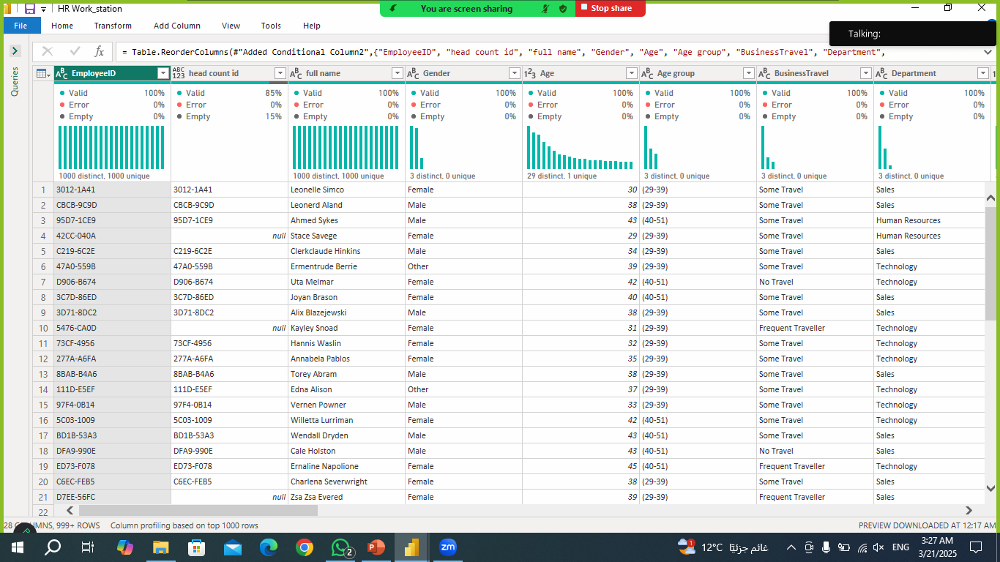 HR Work_station
You are screen sharing
Stop share
File Home Transform Add Column View Tools Help
Talking:
fx = Table.ReorderColumns(#"Added Conditional Column2",{"EmployeeID", "head count id", "full name", "Gender", "Age", "Age group", "BusinessTravel", "Department",
Queries
ABC EmployeeID ABC123 head count id ABC full name ABC Gender 123 Age ABC Age group ABC BusinessTravel ABC Department
Valid 100% Valid 85% Valid 100% Valid 100% Valid 100% Valid 100% Valid 100% Valid 100%
Error 0% Error 0% Error 0% Error 0% Error 0% Error 0% Error 0% Error 0%
Empty 0% Empty 15% Empty 0% Empty 0% Empty 0% Empty 0% Empty 0% Empty 0%
1000 distinct, 1000 unique 1000 distinct, 1000 unique 3 distinct, 0 unique 29 distinct, 1 unique 3 distinct, 0 unique 3 distinct, 0 unique 3 distinct, 0 unique
1 3012-1A41 3012-1A41 Leonelle Simco Female 30 (29-39) Some Travel Sales
2 CBCB-9C9D CBCB-9C9D Leonerd Aland Male 38 (29-39) Some Travel Sales
3 95D7-1CE9 95D7-1CE9 Ahmed Sykes Male 43 (40-51) Some Travel Human Resources
4 42CC-040A null Stace Savege Female 29 (29-39) Some Travel Human Resources
5 C219-6C2E C219-6C2E Clerkclaude Hinkins Male 34 (29-39) Some Travel Sales
6 47A0-559B 47A0-559B Ermentrude Berrie Other 39 (29-39) Some Travel Technology
7 D906-B674 D906-B674 Uta Melmar Female 42 (40-51) No Travel Technology
8 3C7D-86ED 3C7D-86ED Joyan Brason Female 40 (40-51) Some Travel Sales
9 3D71-8DC2 3D71-8DC2 Alix Blazejewski Male 38 (29-39) Some Travel Sales
10 5476-CA0D null Kayley Snoad Female 31 (29-39) Frequent Traveller Technology
11 73CF-4956 73CF-4956 Hannis Waslin Female 32 (29-39) Some Travel Technology
12 277A-A6FA 277A-A6FA Annabela Pablos Female 35 (29-39) Some Travel Technology
13 8BAB-B4A6 8BAB-B4A6 Torey Abram Male 38 (29-39) Some Travel Sales
14 111D-E5EF 111D-E5EF Edna Alison Other 37 (29-39) Some Travel Technology
15 97F4-0B14 97F4-0B14 Vernen Powner Male 33 (29-39) Some Travel Technology
16 5C03-1009 5C03-1009 Willetta Lurriman Female 42 (40-51) Some Travel Technology
17 BD1B-53A3 BD1B-53A3 Wendall Dryden Male 43 (40-51) Some Travel Sales
18 DFA9-990E DFA9-990E Cale Holston Male 43 (40-51) No Travel Sales
19 ED73-F078 ED73-F078 Ernaline Napolione Female 45 (40-51) Frequent Traveller Technology
20 C6EC-FEB5 C6EC-FEB5 Charlena Severwright Female 38 (29-39) Some Travel Sales
21 D7EE-56FC null Zsa Zsa Evered Female 39 (29-39) Frequent Traveller Sales
22
28 COLUMNS, 999+ ROWS Column profiling based on top 1000 rows PREVIEW DOWNLOADED AT 12:17 AM
2 P zm 1 12°C غائم جزئيًا ENG 3:27 AM
3/21/2025